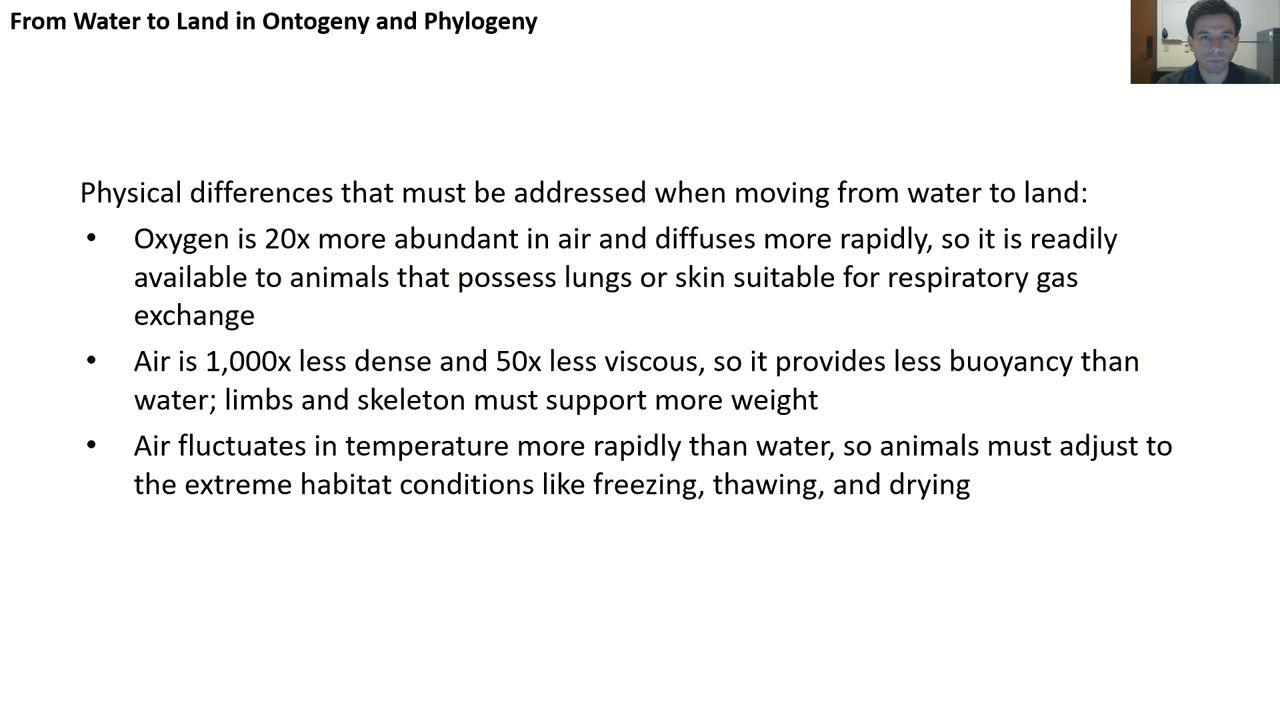 From Water to Land in Ontogeny and Phylogeny
Physical differences that must be addressed when moving from water to land:
• Oxygen is 20x more abundant in air and diffuses more rapidly, so it is readily
available to animals that possess lungs or skin suitable for respiratory gas
exchange
• Air is 1,000x less dense and 50x less viscous, so it provides less buoyancy than
water; limbs and skeleton must support more weight
• Air fluctuates in temperature more rapidly than water, so animals must adjust to
the extreme habitat conditions like freezing, thawing, and drying